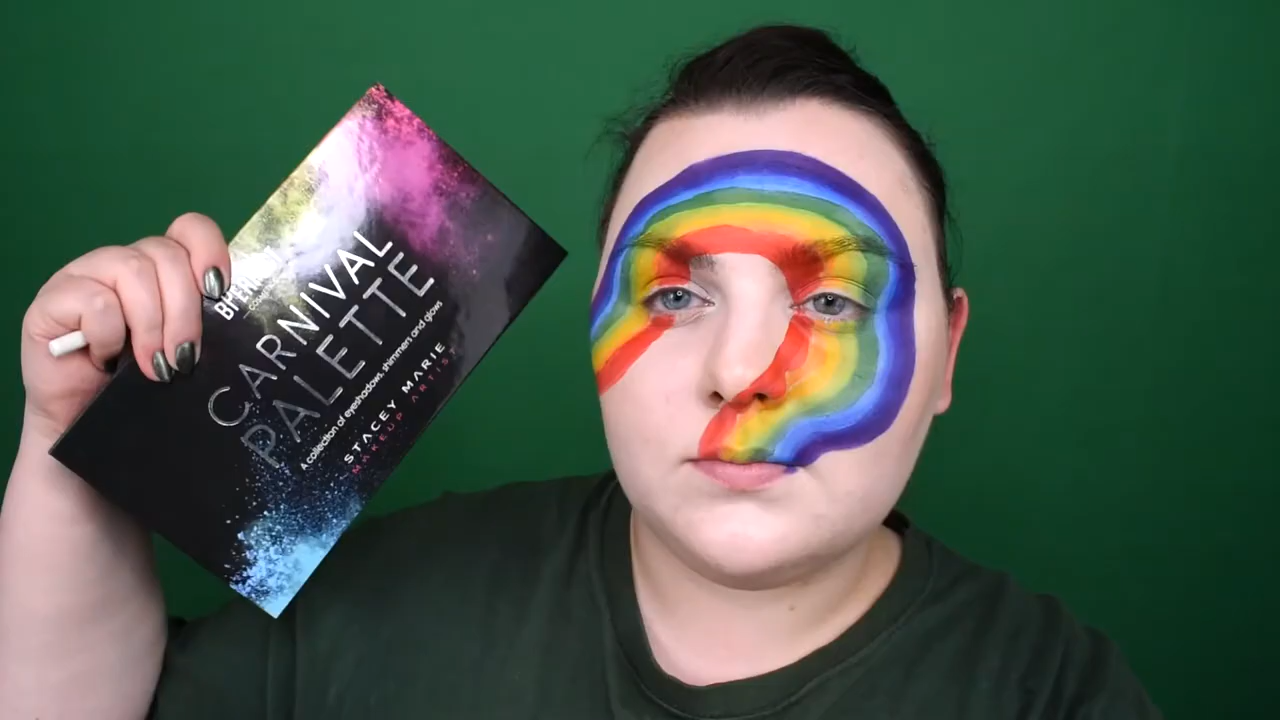 CARNIVAL
PALETTE
A collection of eyeshadows, shimmers and glows
STACEY MARIE
MAKEUP ARTIST